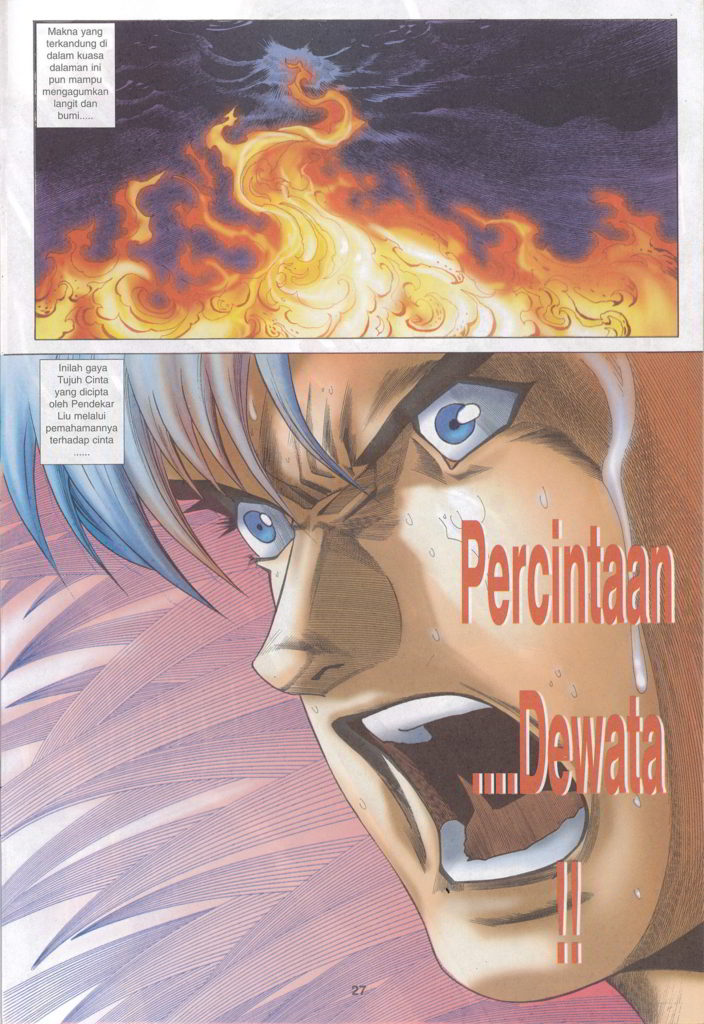 Makna yang
terkandung di
dalam kuasa
dalaman ini
pun mampu
mengagumkan
langit dan
bumi.....
Inilah gaya
Tujuh Cinta
yang dicipta
oleh Pendekar
Liu melalui
pemahamannya
terhadap cinta
......
Percintaan
....Dewata
!!
27